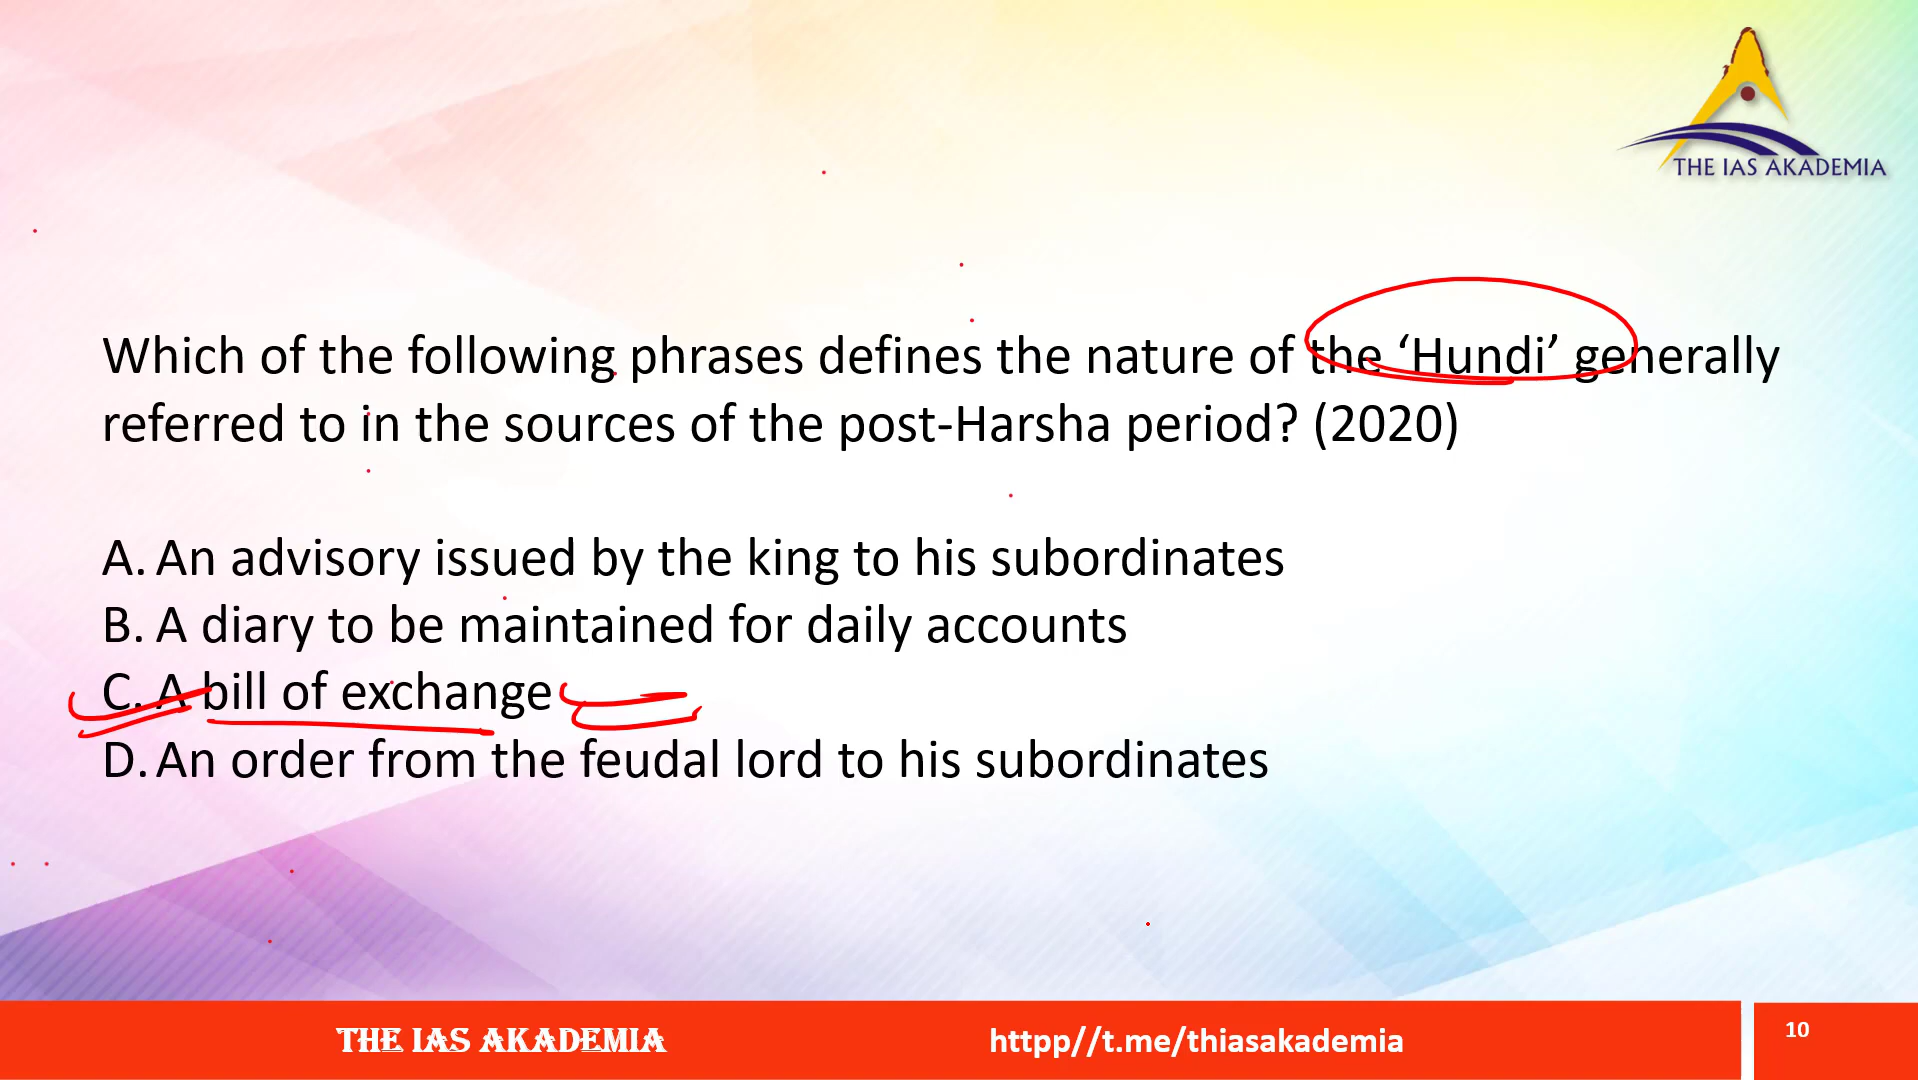 THE IAS AKADEMIA
Which of the following phrases defines the nature of the ‘Hundi’ generally
referred to in the sources of the post-Harsha period? (2020)
A. An advisory issued by the king to his subordinates
B. A diary to be maintained for daily accounts
C. A bill of exchange
D. An order from the feudal lord to his subordinates
THE IAS AKADEMIA
httpp//t.me/thiasakademia
10